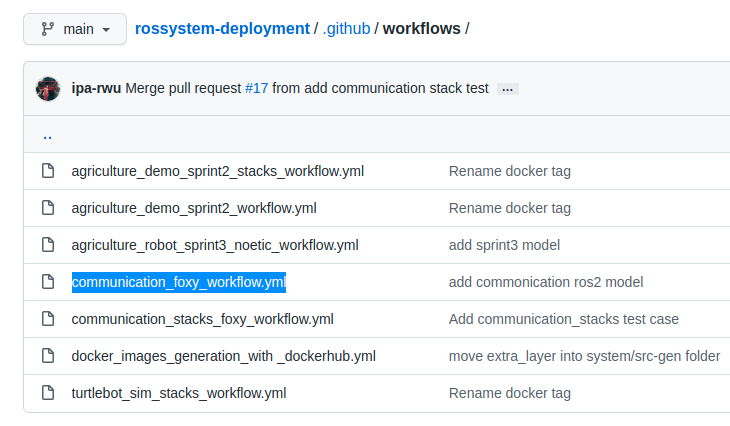 main rossystem-deployment / .github / workflows /
ipa-rwu Merge pull request #17 from add communication stack test ...
..
agriculture_demo_sprint2_stacks_workflow.yml Rename docker tag
agriculture_demo_sprint2_workflow.yml Rename docker tag
agriculture_robot_sprint3_noetic_workflow.yml add sprint3 model
communication_foxy_workflow.yml add commonication ros2 model
communication_stacks_foxy_workflow.yml Add communication_stacks test case
docker_images_generation_with _dockerhub.yml move extra_layer into system/src-gen folder
turtlebot_sim_stacks_workflow.yml Rename docker tag